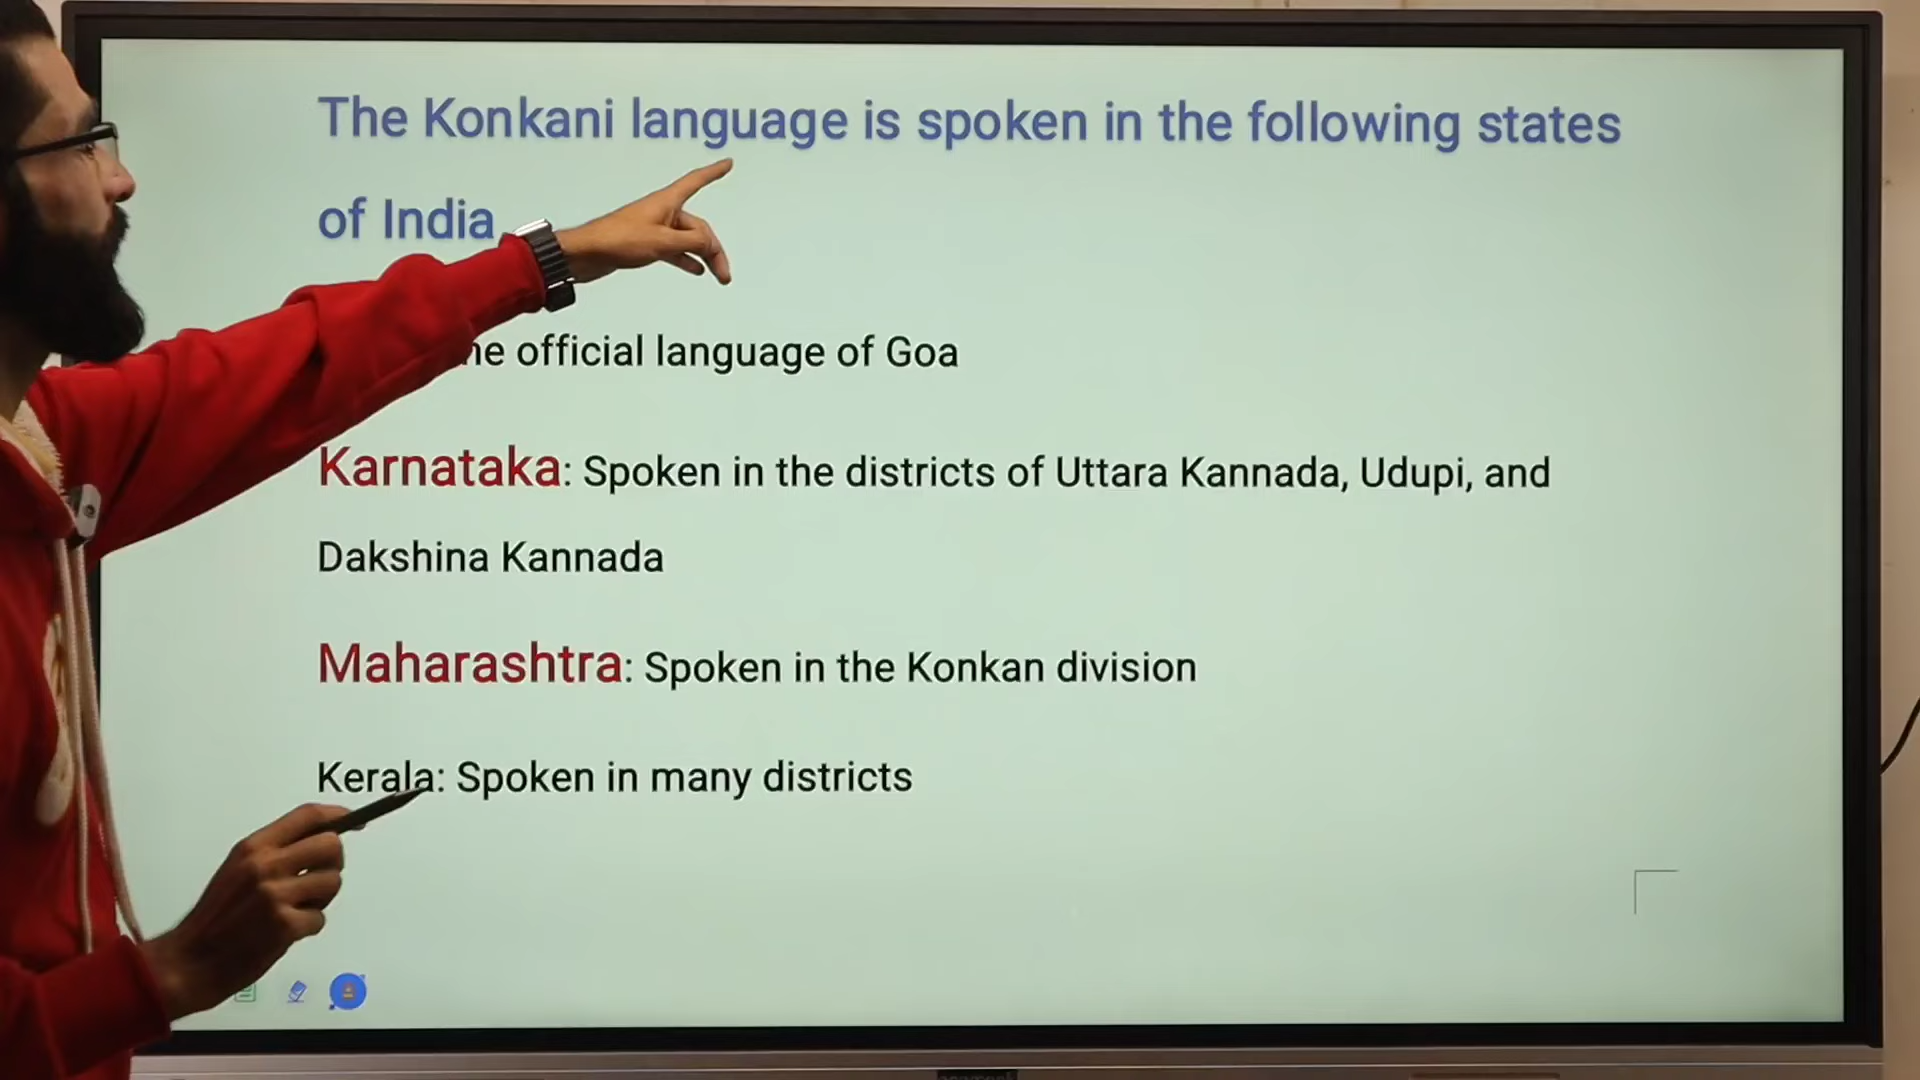 The Konkani language is spoken in the following states
of India
official language of Goa
Karnataka: Spoken in the districts of Uttara Kannada, Udupi, and
Dakshina Kannada
Maharashtra: Spoken in the Konkan division
Kerala: Spoken in many districts